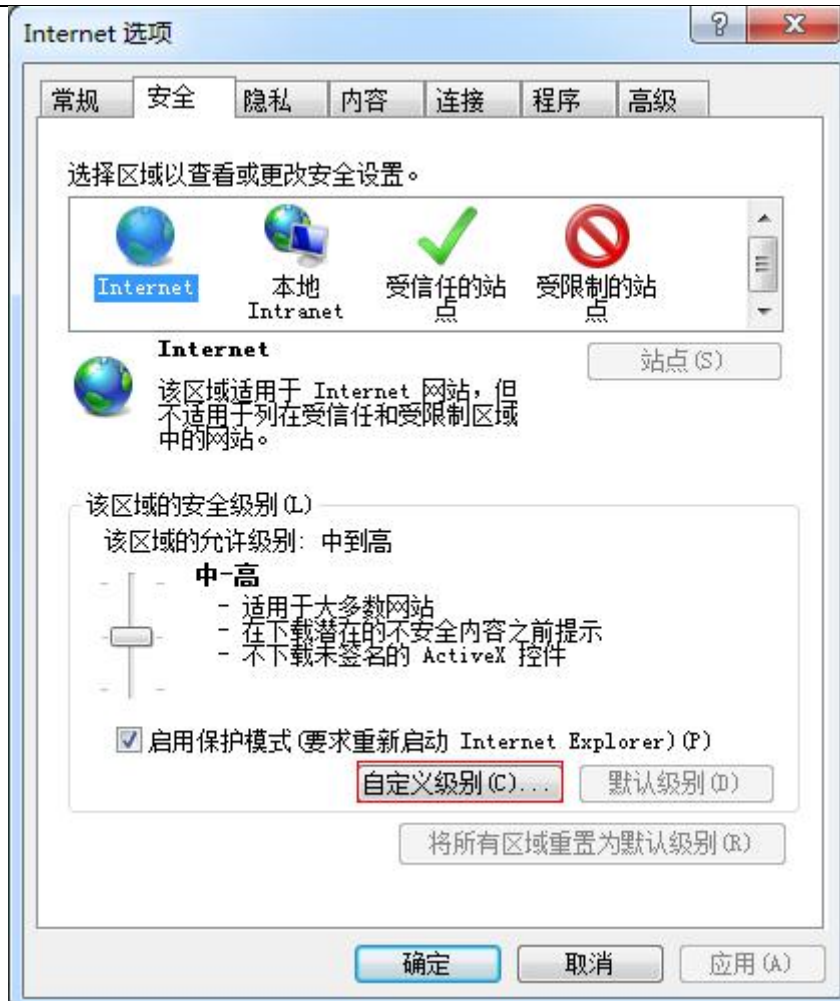 Internet 选项
常规 安全 隐私 内容 连接 程序 高级
选择区域以查看或更改安全设置。
Internet 本地 受信任的站 受限制的站
Intranet 点 点
Internet
站点(S)
该区域适用于 Internet 网站，但
不适用于列在受信任和受限制区域
中的网站。
该区域的安全级别(L)
该区域的允许级别：中到高
中-高
- 适用于大多数网站
- 在下载潜在的不安全内容之前提示
- 不下载未签名的 ActiveX 控件
启用保护模式(要求重新启动 Internet Explorer)(P)
自定义级别(C)... 默认级别(D)
将所有区域重置为默认级别(R)
确定 取消 应用(A)